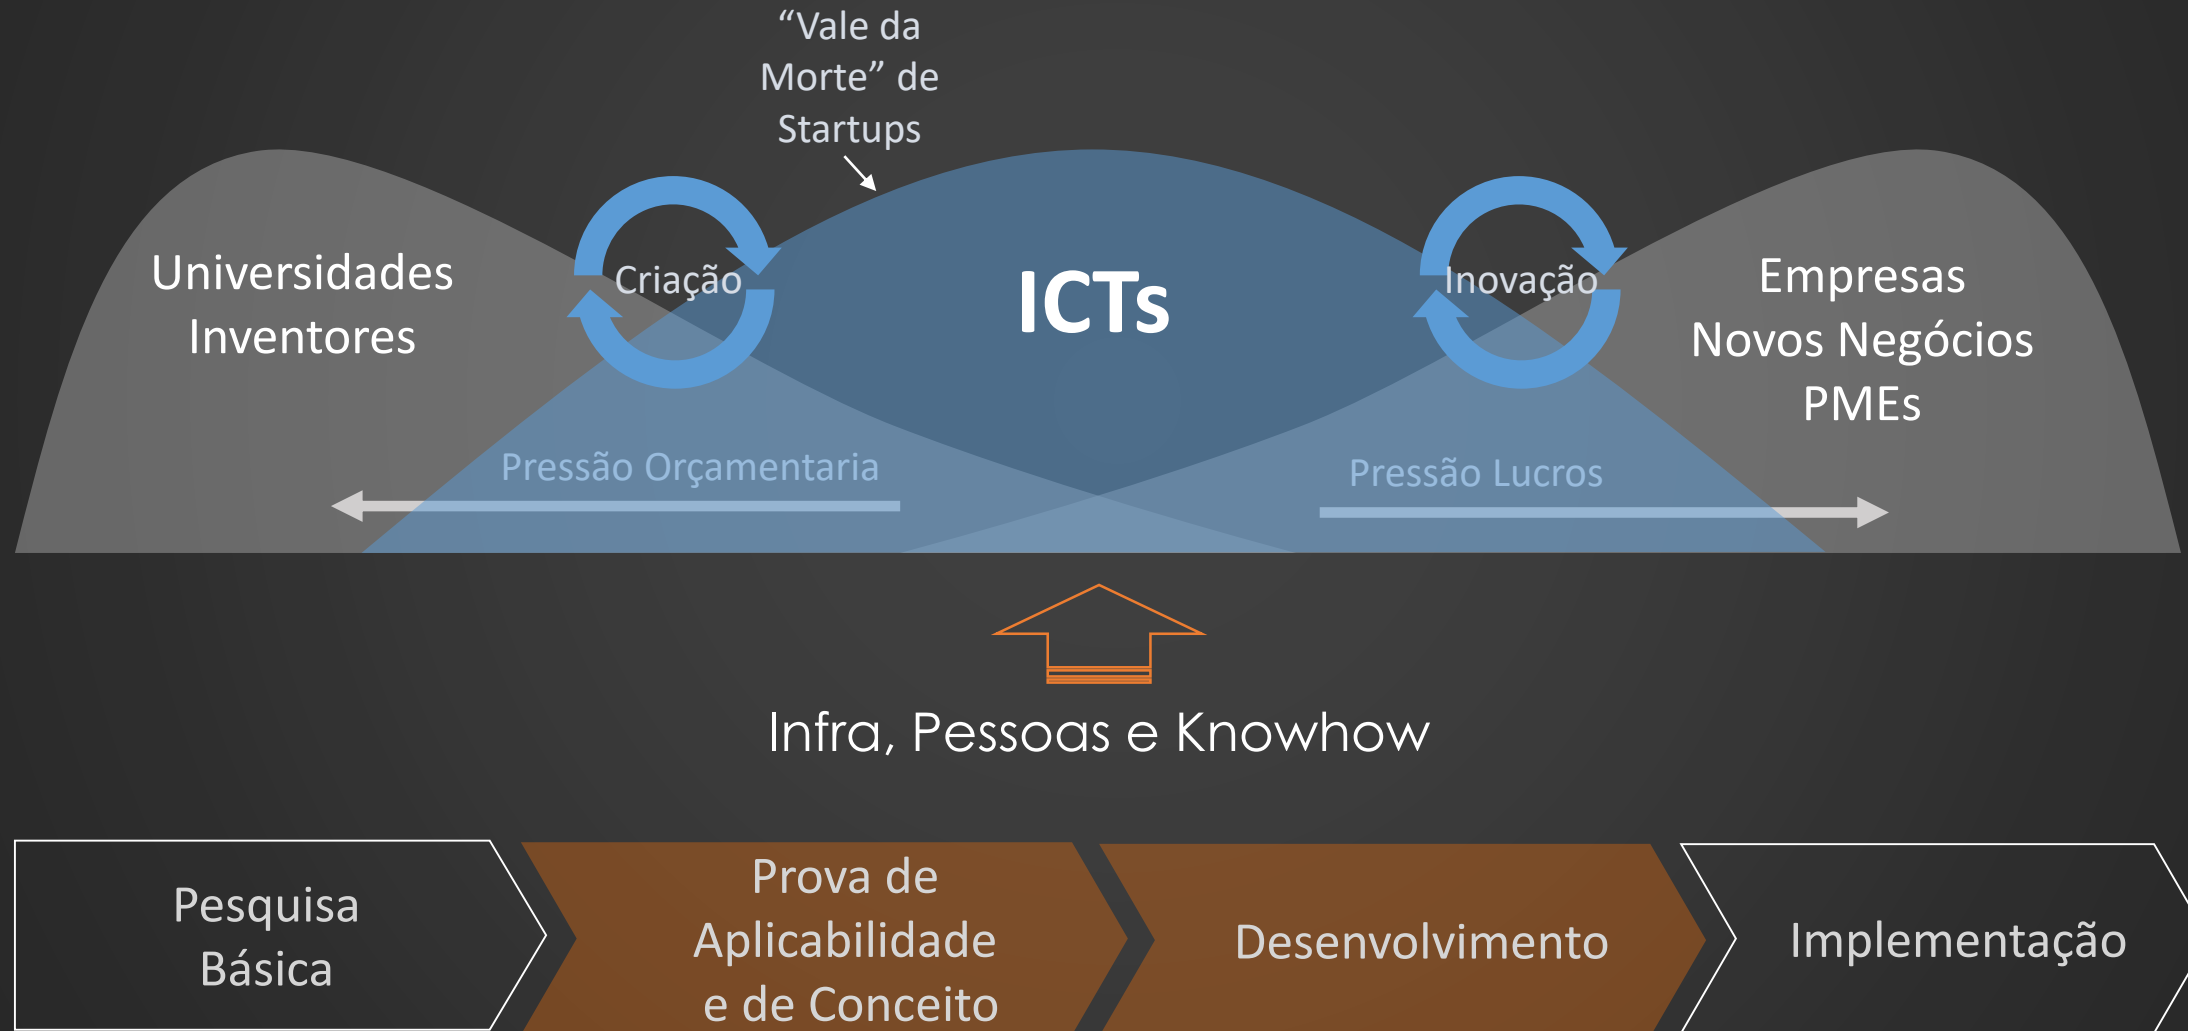 “Vale da
Morte” de
Startups
Universidades
Inventores
Criação
ICTs
Inovação
Empresas
Novos Negócios
PMEs
Pressão Orçamentaria
Pressão Lucros
Infra, Pessoas e Knowhow
Pesquisa
Básica
Prova de
Aplicabilidade
e de Conceito
Desenvolvimento
Implementação